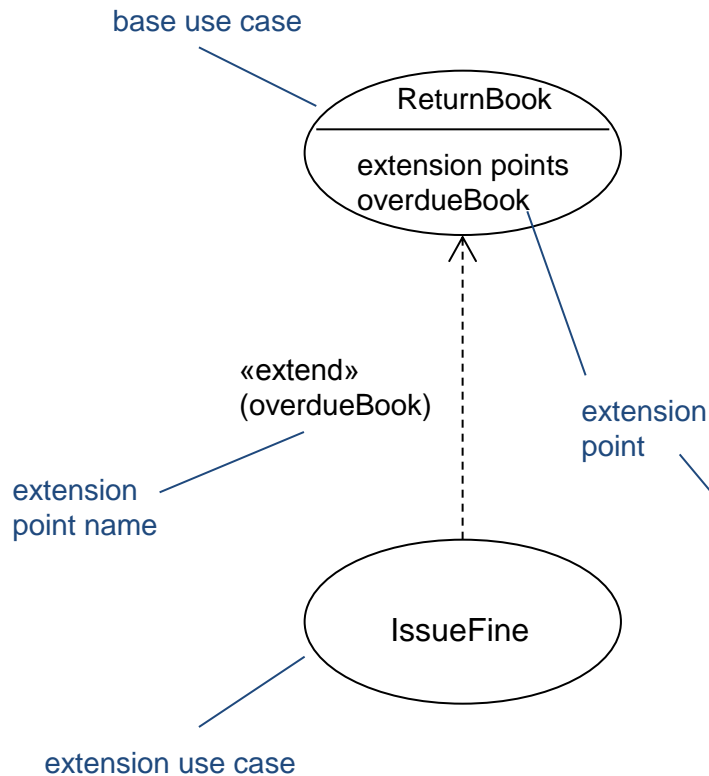 base use case
ReturnBook
extension points
overdueBook
«extend»
(overdueBook)
extension
point
extension
point name
IssueFine
extension use case